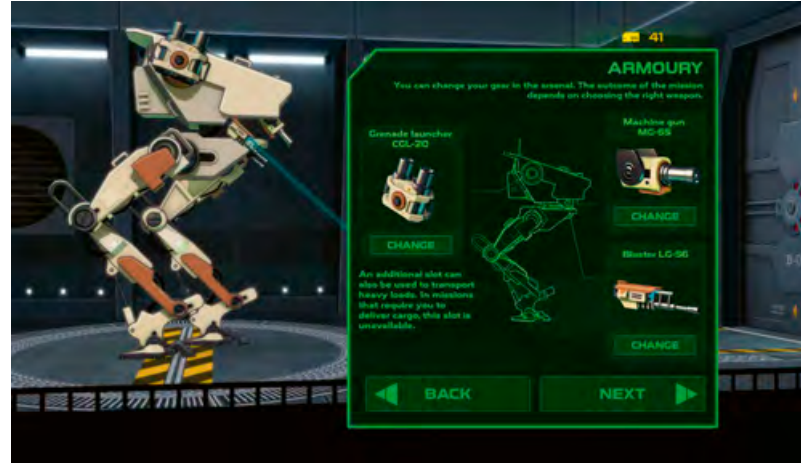 41
ARMOURY
You can change your gear in the arsenal. The outcome of the mission
depends on choosing the right weapon.
Grenade launcher
CGL-20
CHANGE
An additional slot can
also be used to transport
heavy loads. In missions
that require you to
deliver cargo, this slot is
unavailable.
Machine gun
MG-65
CHANGE
Blaster LG-56
CHANGE
BACK
NEXT